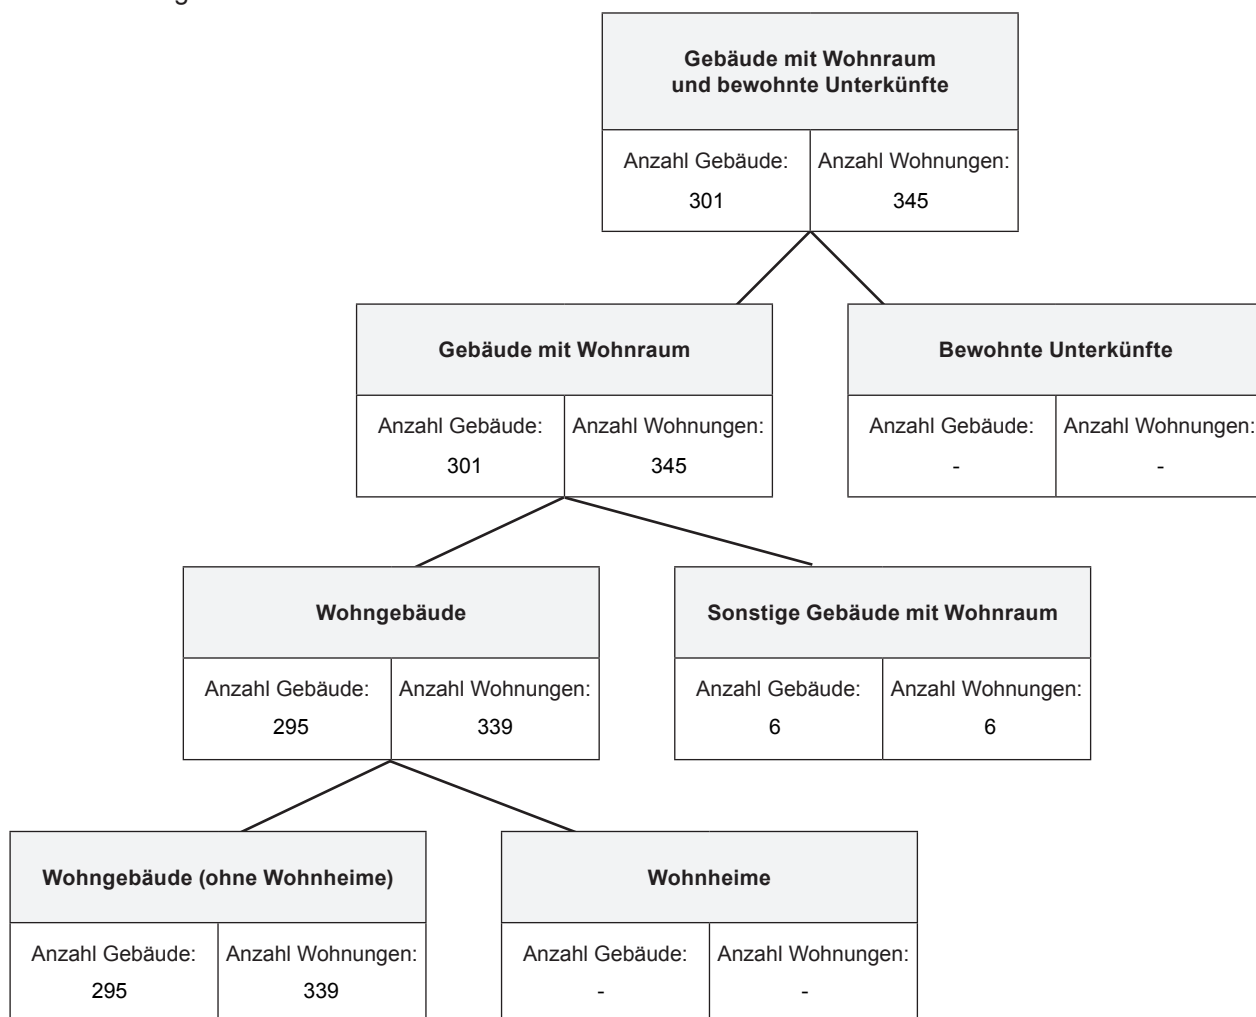 Gebäude mit Wohnraum
und bewohnte Unterkünfte
Anzahl Gebäude: Anzahl Wohnungen:
301 345
Gebäude mit Wohnraum
Anzahl Gebäude: Anzahl Wohnungen:
301 345
Bewohnte Unterkünfte
Anzahl Gebäude: Anzahl Wohnungen:
- -
Wohngebäude
Anzahl Gebäude: Anzahl Wohnungen:
295 339
Sonstige Gebäude mit Wohnraum
Anzahl Gebäude: Anzahl Wohnungen:
6 6
Wohngebäude (ohne Wohnheime)
Anzahl Gebäude: Anzahl Wohnungen:
295 339
Wohnheime
Anzahl Gebäude: Anzahl Wohnungen:
- -